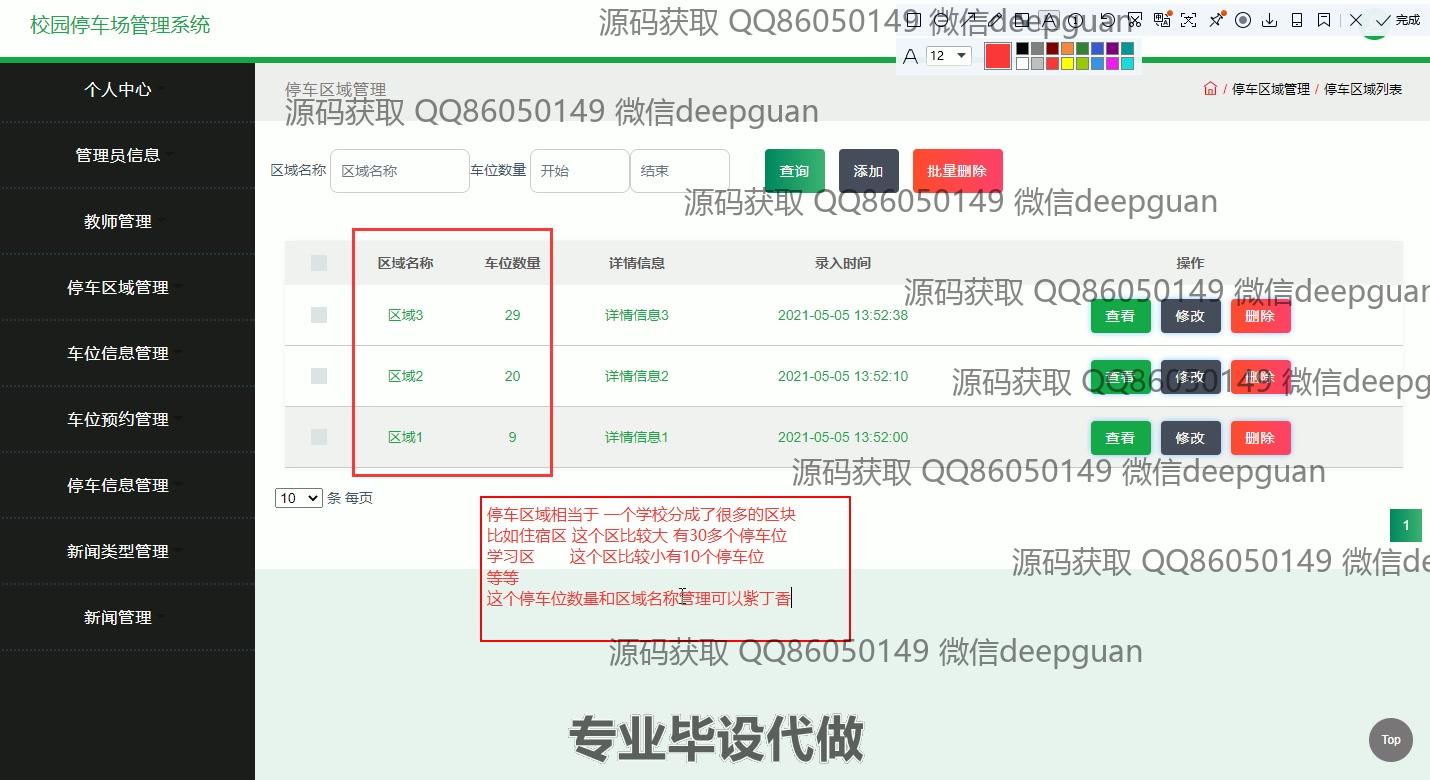 校园停车场管理系统
源码获取 QQ86050149 微信deepguan
完成
12
个人中心
管理员信息
教师管理
停车区域管理
车位信息管理
车位预约管理
停车信息管理
新闻类型管理
新闻管理
停车区域管理
/ 停车区域管理 / 停车区域列表
源码获取 QQ86050149 微信deepguan
区域名称 区域名称 车位数量 开始 结束 查询 添加 批量删除
源码获取 QQ86050149 微信deepguan
区域名称 车位数量 详情信息 录入时间 操作
源码获取 QQ86050149 微信deepguan
区域3 29 详情信息3 2021-05-05 13:52:38 查看 修改 删除
区域2 20 详情信息2 2021-05-05 13:52:10 查看 修改 删除
源码获取 QQ86050149 微信deepg
区域1 9 详情信息1 2021-05-05 13:52:00 查看 修改 删除
源码获取 QQ86050149 微信deepguan
10 条 每页
1
停车区域相当于 一个学校分成了很多的区块
比如住宿区 这个区比较大 有30多个停车位
学习区 这个区比较小有10个停车位
等等
这个停车位数量和区域名称管理可以紫丁香
源码获取 QQ86050149 微信de
源码获取 QQ86050149 微信deepguan
专业毕设代做
Top